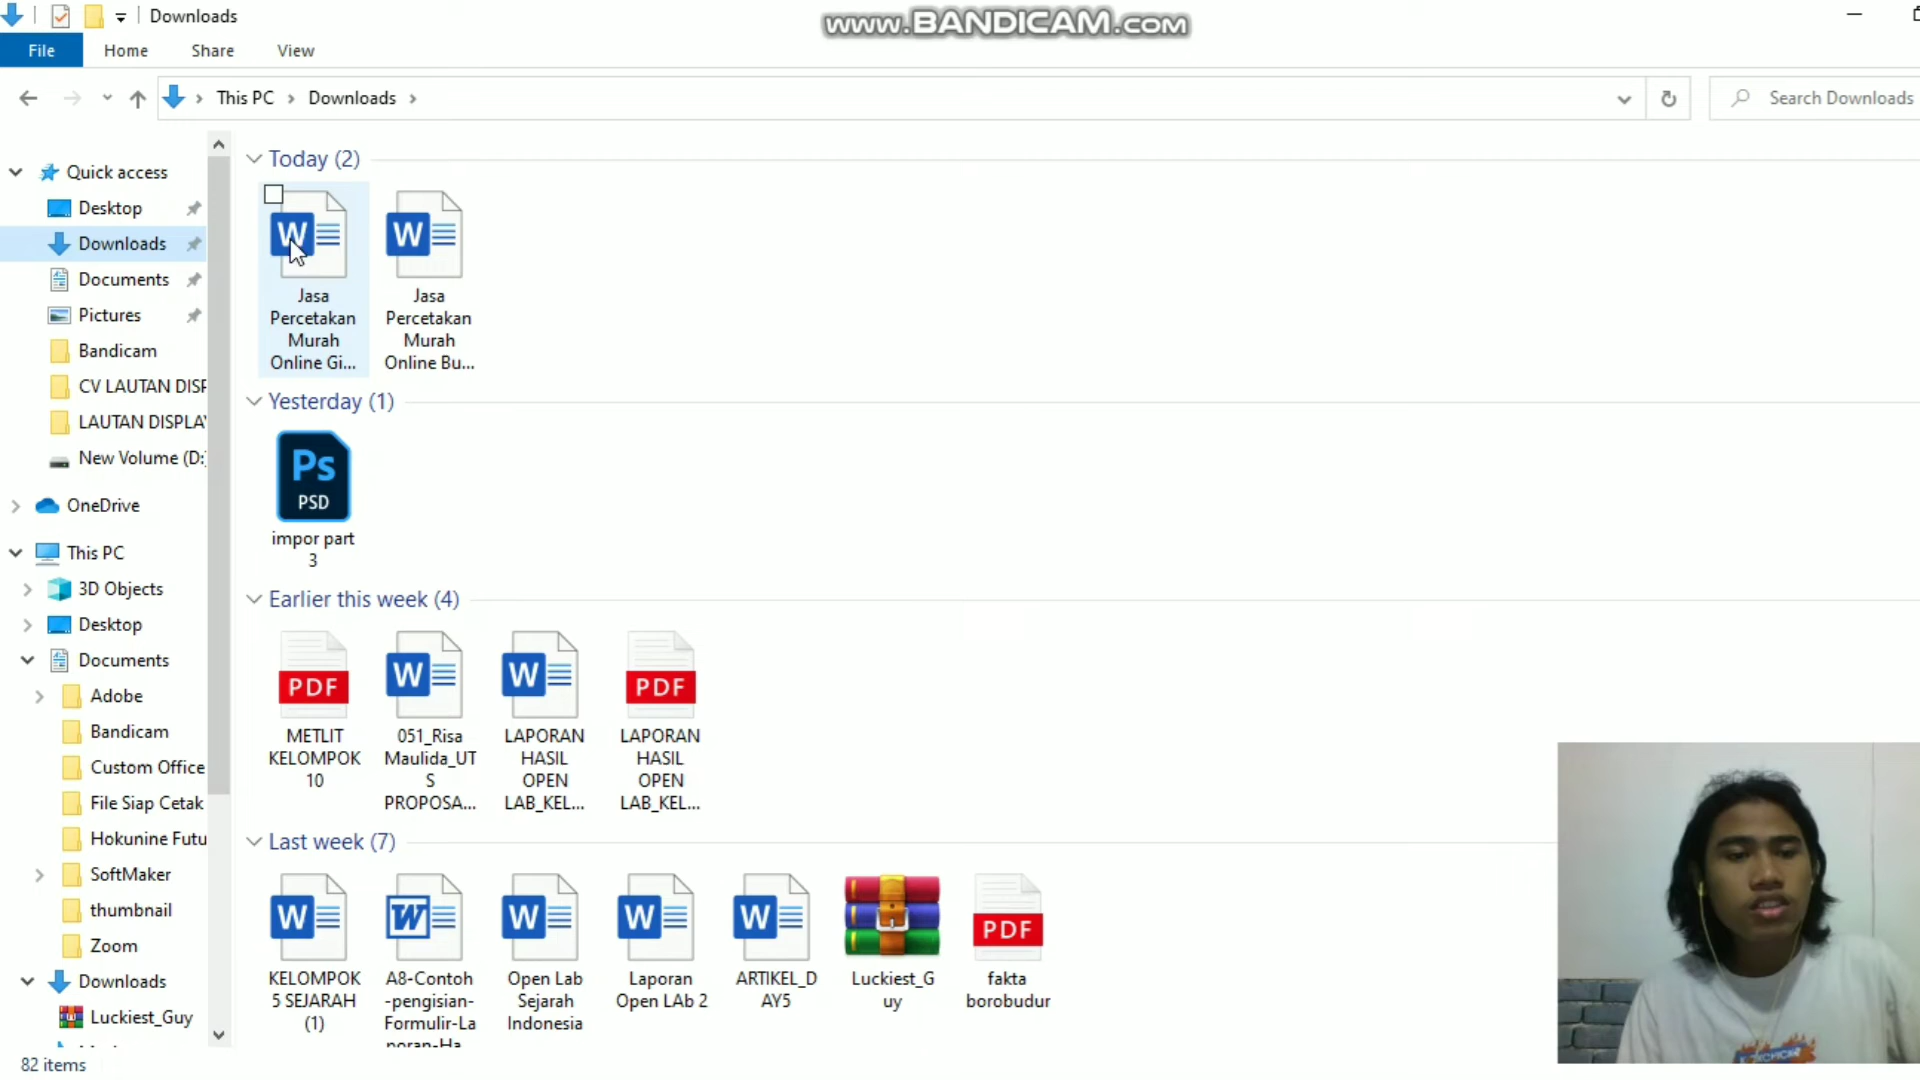 Downloads
www.BANDICAM.com
File
Home
Share
View
This PC
Downloads
Search Downloads
Quick access
Desktop
Downloads
Documents
Pictures
Bandicam
CV LAUTAN DISP
LAUTAN DISPLAY
New Volume (D:)
OneDrive
This PC
3D Objects
Desktop
Documents
Adobe
Bandicam
Custom Office
File Siap Cetak
Hokunine Futu
SoftMaker
thumbnail
Zoom
Downloads
Luckiest_Guy
82 items
Today (2)
W
Jasa
Percetakan
Murah
Online Gi...
W
Jasa
Percetakan
Murah
Online Bu...
Yesterday (1)
Ps
PSD
impor part
3
Earlier this week (4)
PDF
METLIT
KELOMPOK
10
W
051_Risa
Maulida_UT
S
PROPOSA...
W
LAPORAN
HASIL
OPEN
LAB_KEL...
PDF
LAPORAN
HASIL
OPEN
LAB_KEL...
Last week (7)
W
KELOMPOK
5 SEJARAH
(1)
W
A8-Contoh
-pengisian-
Formulir-La
poran-Ha
W
Open Lab
Sejarah
Indonesia
W
Laporan
Open LAb 2
W
ARTIKEL_D
AY5
Luckiest_G
uy
PDF
fakta
borobudur